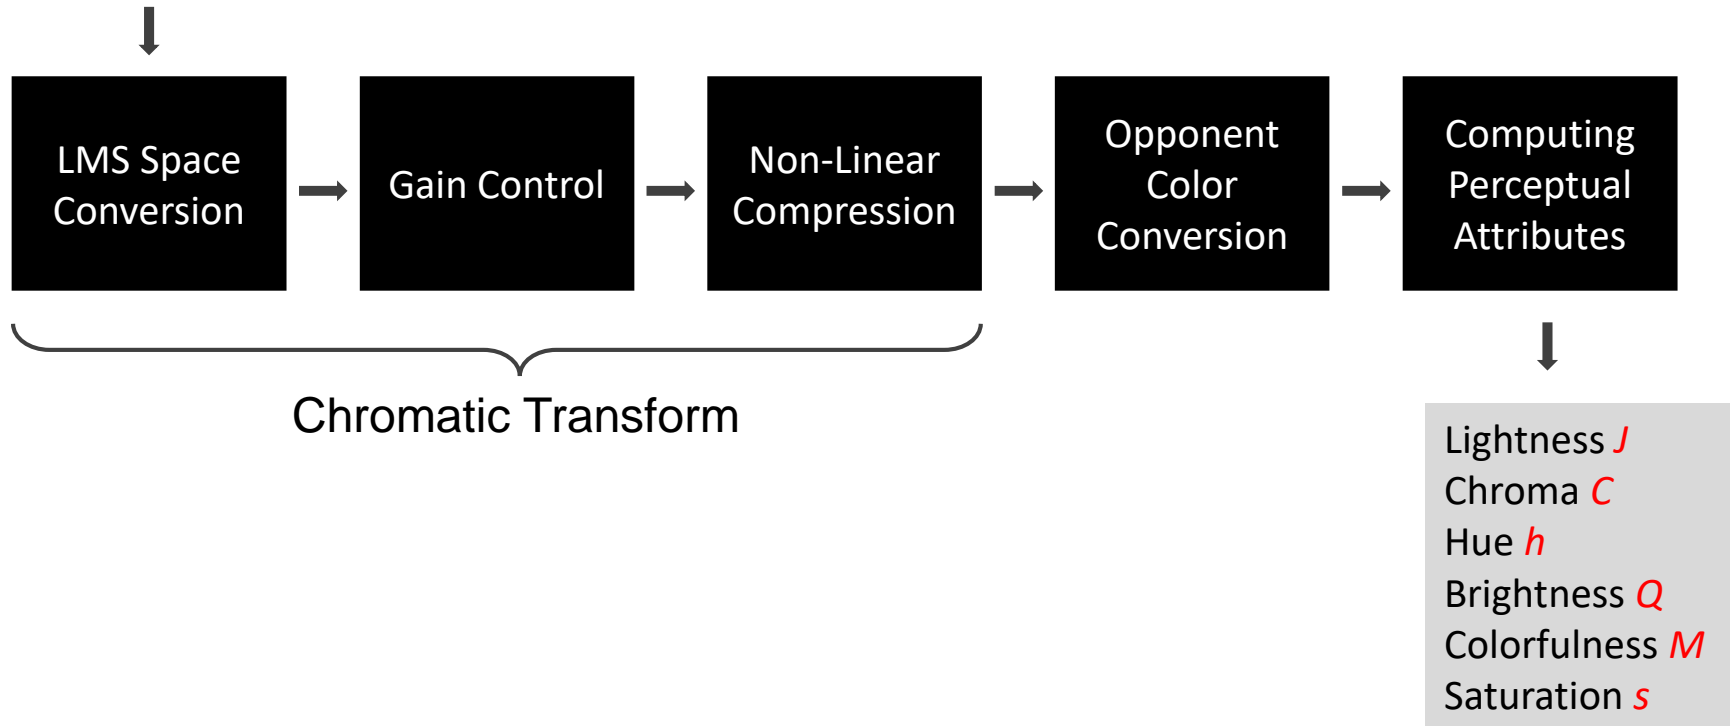 LMS Space
Conversion
Gain Control
Non-Linear
Compression
Opponent
Color
Conversion
Computing
Perceptual
Attributes
Chromatic Transform
Lightness J
Chroma C
Hue h
Brightness Q
Colorfulness M
Saturation s